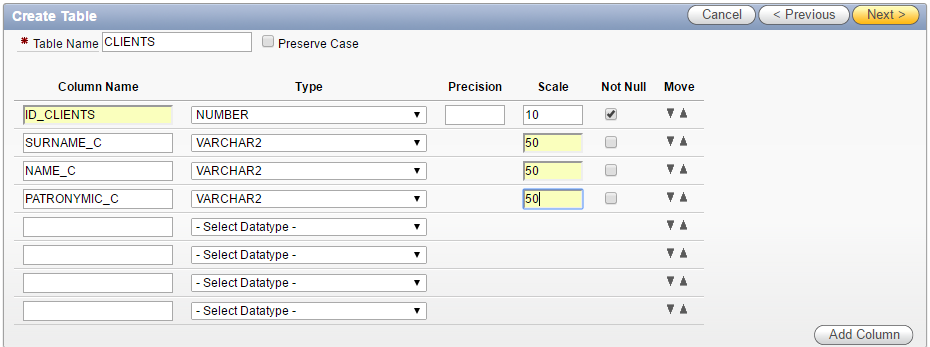 Create Table
Cancel < Previous Next >
* Table Name CLIENTS Preserve Case
Column Name Type Precision Scale Not Null Move
ID_CLIENTS NUMBER 10
SURNAME_C VARCHAR2 50
NAME_C VARCHAR2 50
PATRONYMIC_C VARCHAR2 50
- Select Datatype -
- Select Datatype -
- Select Datatype -
- Select Datatype -
Add Column